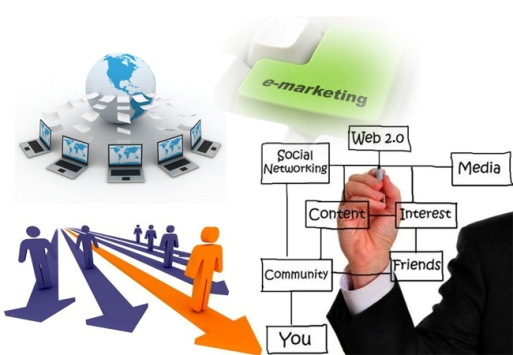 e-marketing
Web 2.0
Social
Networking
Media
Content
Interest
Community
Friends
You